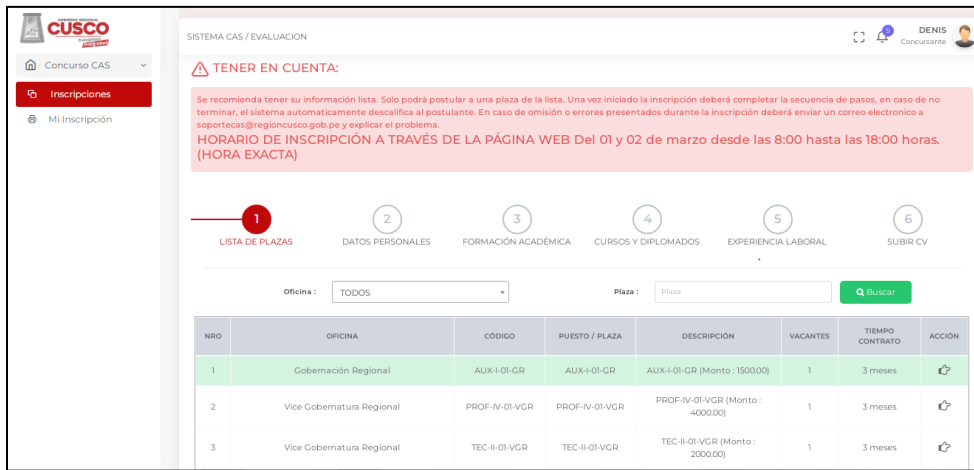 GOBIERNO REGIONAL
CUSCO
SISTEMA CAS / EVALUACION
5
DENIS
Concursante
Concurso CAS
Inscripciones
Mi Inscripción
TENER EN CUENTA:
Se recomienda tener su información lista. Solo podrá postular a una plaza de la lista. Una vez iniciado la inscripción deberá completar la secuencia de pasos, en caso de no
terminar, el sistema automaticamente descalifica al postulante. En caso de omisión o errores presentados durante la inscripción deberá enviar un correo electronico a
soportecas@regioncusco.gob.pe y explicar el problema.
HORARIO DE INSCRIPCIÓN A TRAVÉS DE LA PÁGINA WEB Del 01 y 02 de marzo desde las 8:00 hasta las 18:00 horas.
(HORA EXACTA)
1 2 3 4 5 6
LISTA DE PLAZAS DATOS PERSONALES FORMACIÓN ACADÉMICA CURSOS Y DIPLOMADOS EXPERIENCIA LABORAL SUBIR CV
Oficina : TODOS Plaza : Plaza Buscar
NRO OFICINA CÓDIGO PUESTO / PLAZA DESCRIPCIÓN VACANTES TIEMPO CONTRATO ACCIÓN
1 Gobernación Regional AUX-I-01-GR AUX-I-01-GR AUX-I-01-GR (Monto : 1500.00) 1 3 meses
2 Vice Gobernatura Regional PROF-IV-01-VGR PROF-IV-01-VGR PROF-IV-01-VGR (Monto : 4000.00) 1 3 meses
3 Vice Gobernatura Regional TEC-II-01-VGR TEC-II-01-VGR TEC-II-01-VGR (Monto : 2000.00) 1 3 meses